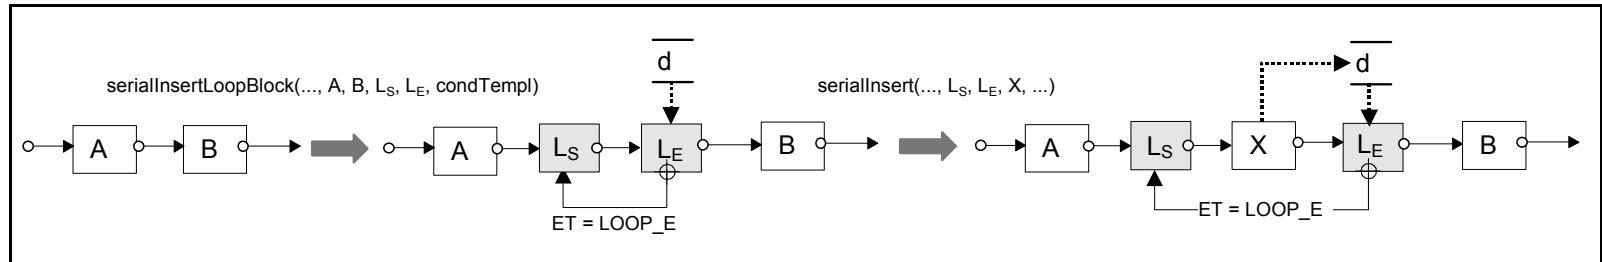 d
d
serialInsertLoopBlock(..., A, B, LS, LE, condTempl)
serialInsert(..., LS, LE, X, ...)
A B A LS LE B A LS X LE B
ET = LOOP_E
ET = LOOP_E